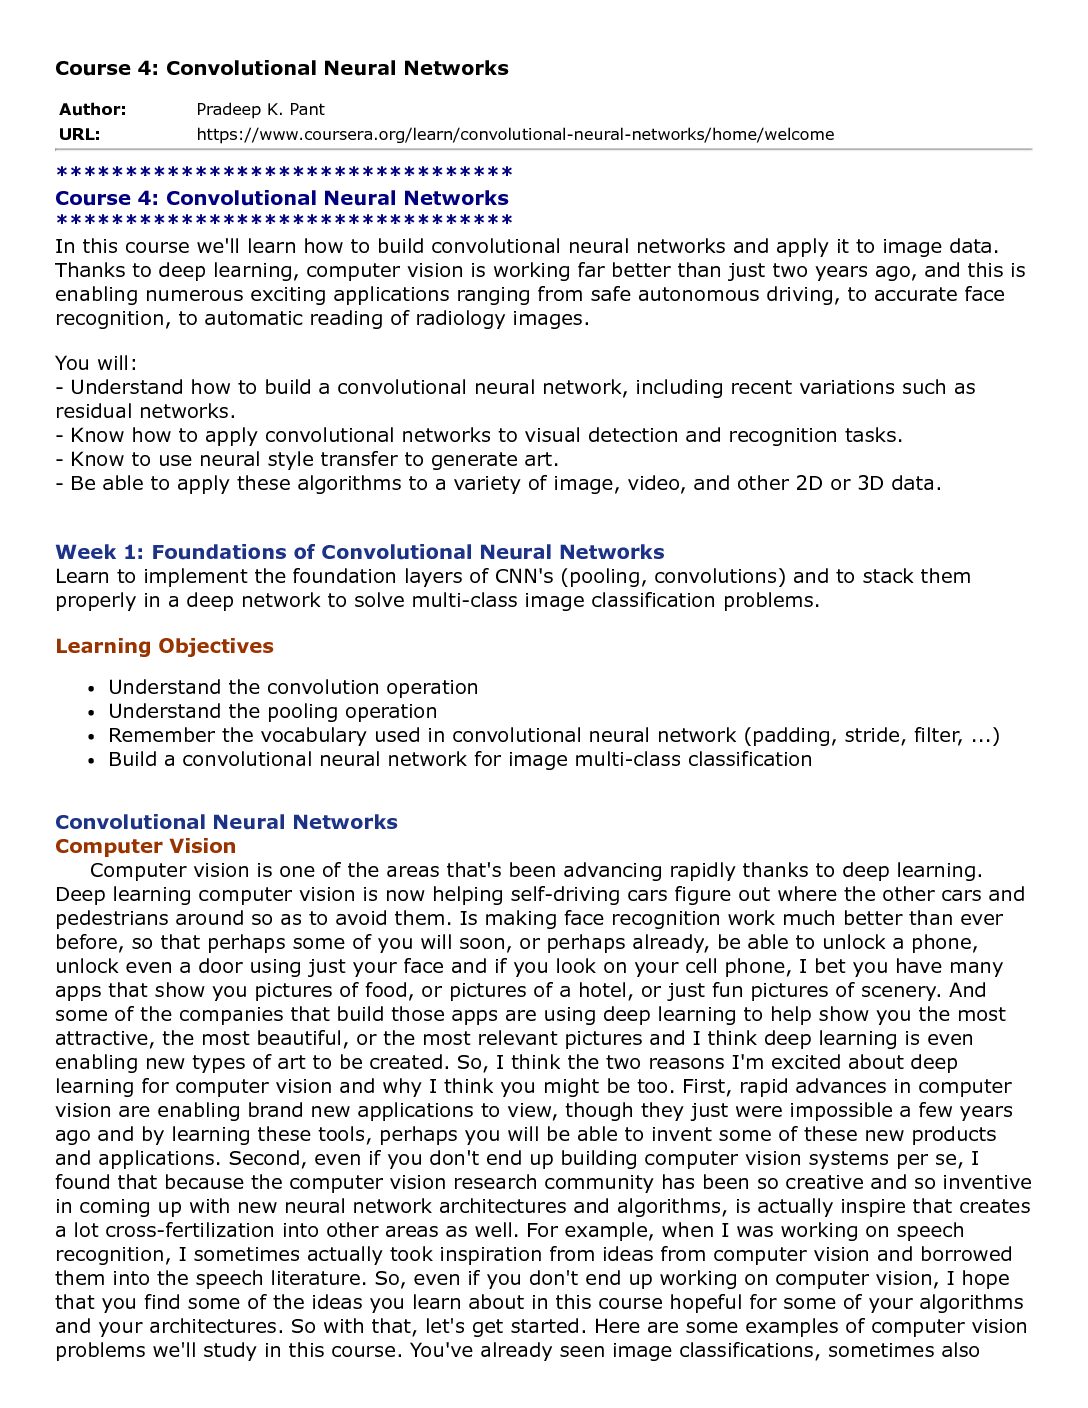 Course 4: Convolutional Neural Networks
Author: Pradeep K. Pant
URL: https://www.coursera.org/learn/convolutional-neural-networks/home/welcome
*********************************
Course 4: Convolutional Neural Networks
*********************************
In this course we'll learn how to build convolutional neural networks and apply it to image data.
Thanks to deep learning, computer vision is working far better than just two years ago, and this is
enabling numerous exciting applications ranging from safe autonomous driving, to accurate face
recognition, to automatic reading of radiology images.
You will:
- Understand how to build a convolutional neural network, including recent variations such as
residual networks.
- Know how to apply convolutional networks to visual detection and recognition tasks.
- Know to use neural style transfer to generate art.
- Be able to apply these algorithms to a variety of image, video, and other 2D or 3D data.
Week 1: Foundations of Convolutional Neural Networks
Learn to implement the foundation layers of CNN's (pooling, convolutions) and to stack them
properly in a deep network to solve multi-class image classification problems.
Learning Objectives
• Understand the convolution operation
• Understand the pooling operation
• Remember the vocabulary used in convolutional neural network (padding, stride, filter, ...)
• Build a convolutional neural network for image multi-class classification
Convolutional Neural Networks
Computer Vision
Computer vision is one of the areas that's been advancing rapidly thanks to deep learning.
Deep learning computer vision is now helping self-driving cars figure out where the other cars and
pedestrians around so as to avoid them. Is making face recognition work much better than ever
before, so that perhaps some of you will soon, or perhaps already, be able to unlock a phone,
unlock even a door using just your face and if you look on your cell phone, I bet you have many
apps that show you pictures of food, or pictures of a hotel, or just fun pictures of scenery. And
some of the companies that build those apps are using deep learning to help show you the most
attractive, the most beautiful, or the most relevant pictures and I think deep learning is even
enabling new types of art to be created. So, I think the two reasons I'm excited about deep
learning for computer vision and why I think you might be too. First, rapid advances in computer
vision are enabling brand new applications to view, though they just were impossible a few years
ago and by learning these tools, perhaps you will be able to invent some of these new products
and applications. Second, even if you don't end up building computer vision systems per se, I
found that because the computer vision research community has been so creative and so inventive
in coming up with new neural network architectures and algorithms, is actually inspire that creates
a lot cross-fertilization into other areas as well. For example, when I was working on speech
recognition, I sometimes actually took inspiration from ideas from computer vision and borrowed
them into the speech literature. So, even if you don't end up working on computer vision, I hope
that you find some of the ideas you learn about in this course hopeful for some of your algorithms
and your architectures. So with that, let's get started. Here are some examples of computer vision
problems we'll study in this course. You've already seen image classifications, sometimes also